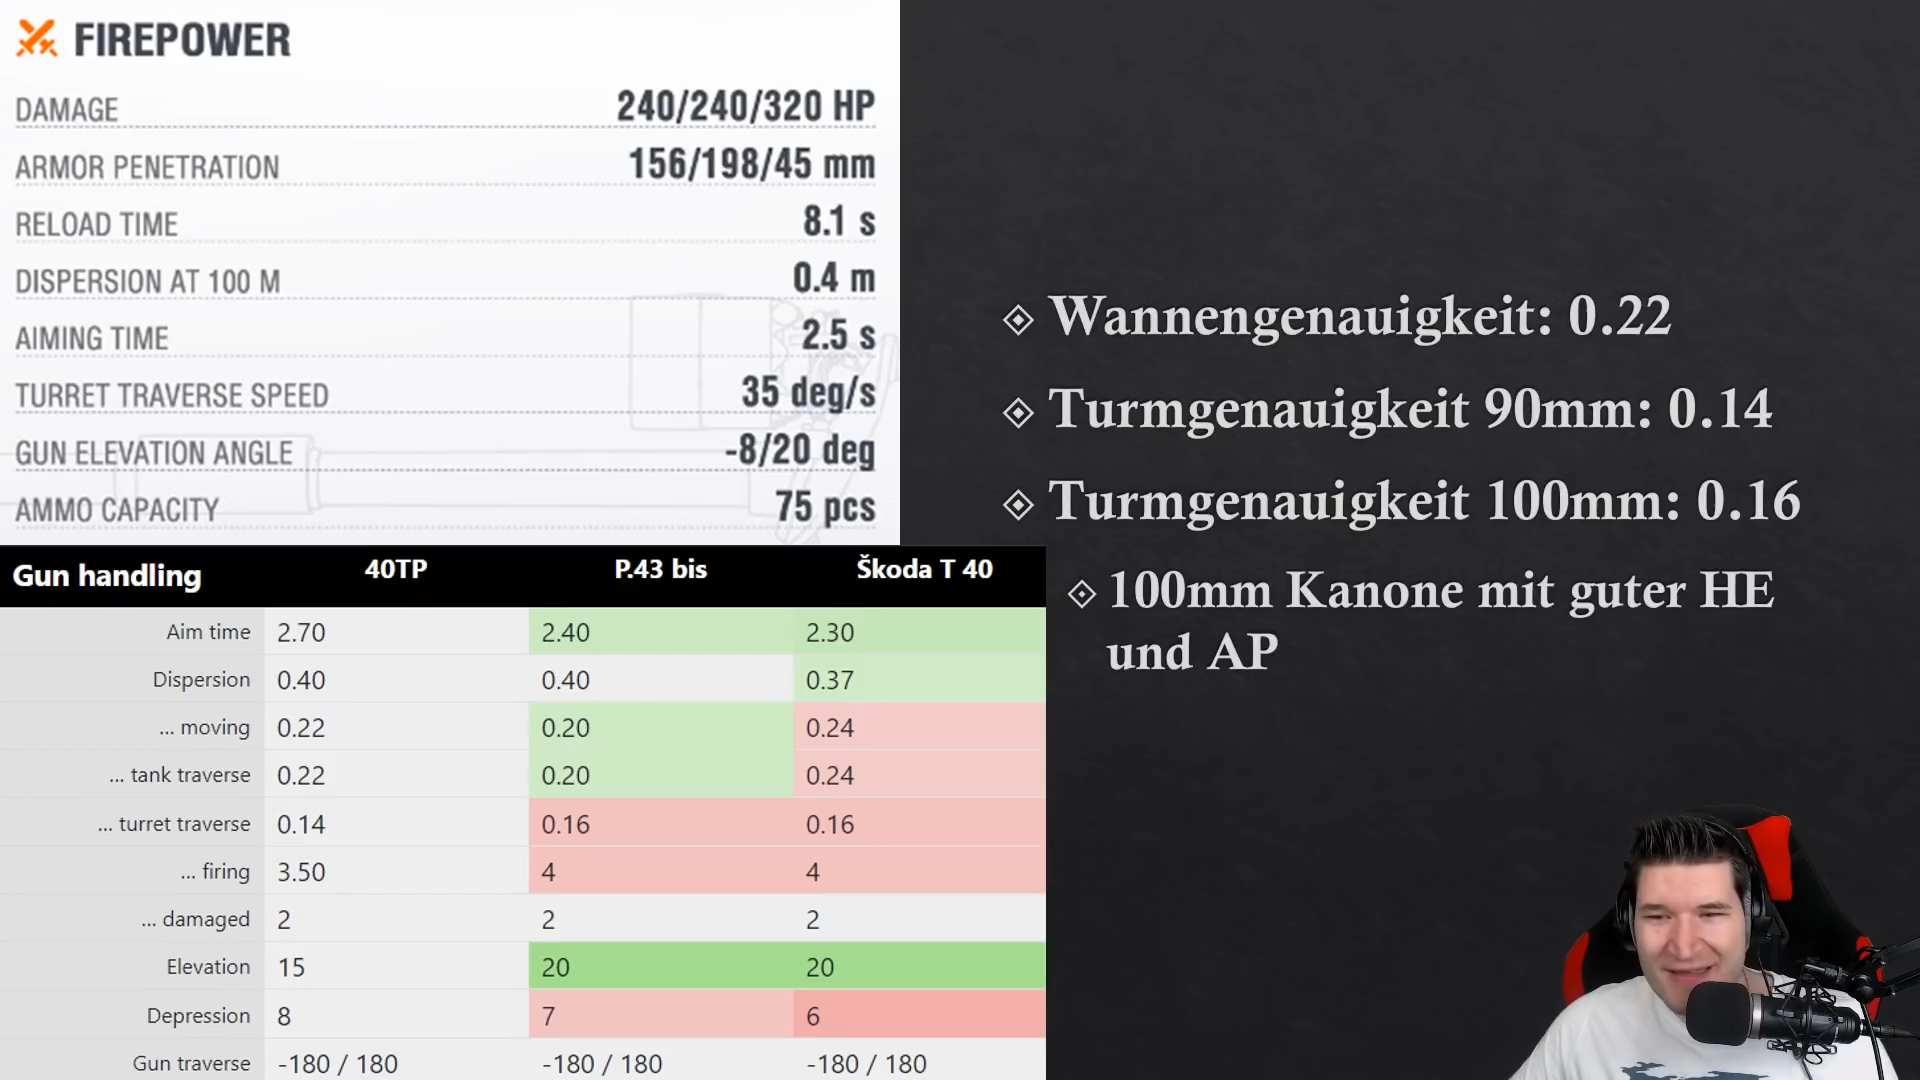 FIREPOWER
DAMAGE 240/240/320 HP
ARMOR PENETRATION 156/198/45 mm
RELOAD TIME 8.1 s
DISPERSION AT 100 M 0.4 m
AIMING TIME 2.5 s
TURRET TRAVERSE SPEED 35 deg/s
GUN ELEVATION ANGLE -8/20 deg
AMMO CAPACITY 75 pcs
Gun handling 40TP P.43 bis Škoda T 40
Aim time 2.70 2.40 2.30
Dispersion 0.40 0.40 0.37
... moving 0.22 0.20 0.24
... tank traverse 0.22 0.20 0.24
... turret traverse 0.14 0.16 0.16
... firing 3.50 4 4
... damaged 2 2 2
Elevation 15 20 20
Depression 8 7 6
Gun traverse -180 / 180 -180 / 180 -180 / 180
Wannengenauigkeit: 0.22
Turmgenauigkeit 90mm: 0.14
Turmgenauigkeit 100mm: 0.16
100mm Kanone mit guter HE
und AP